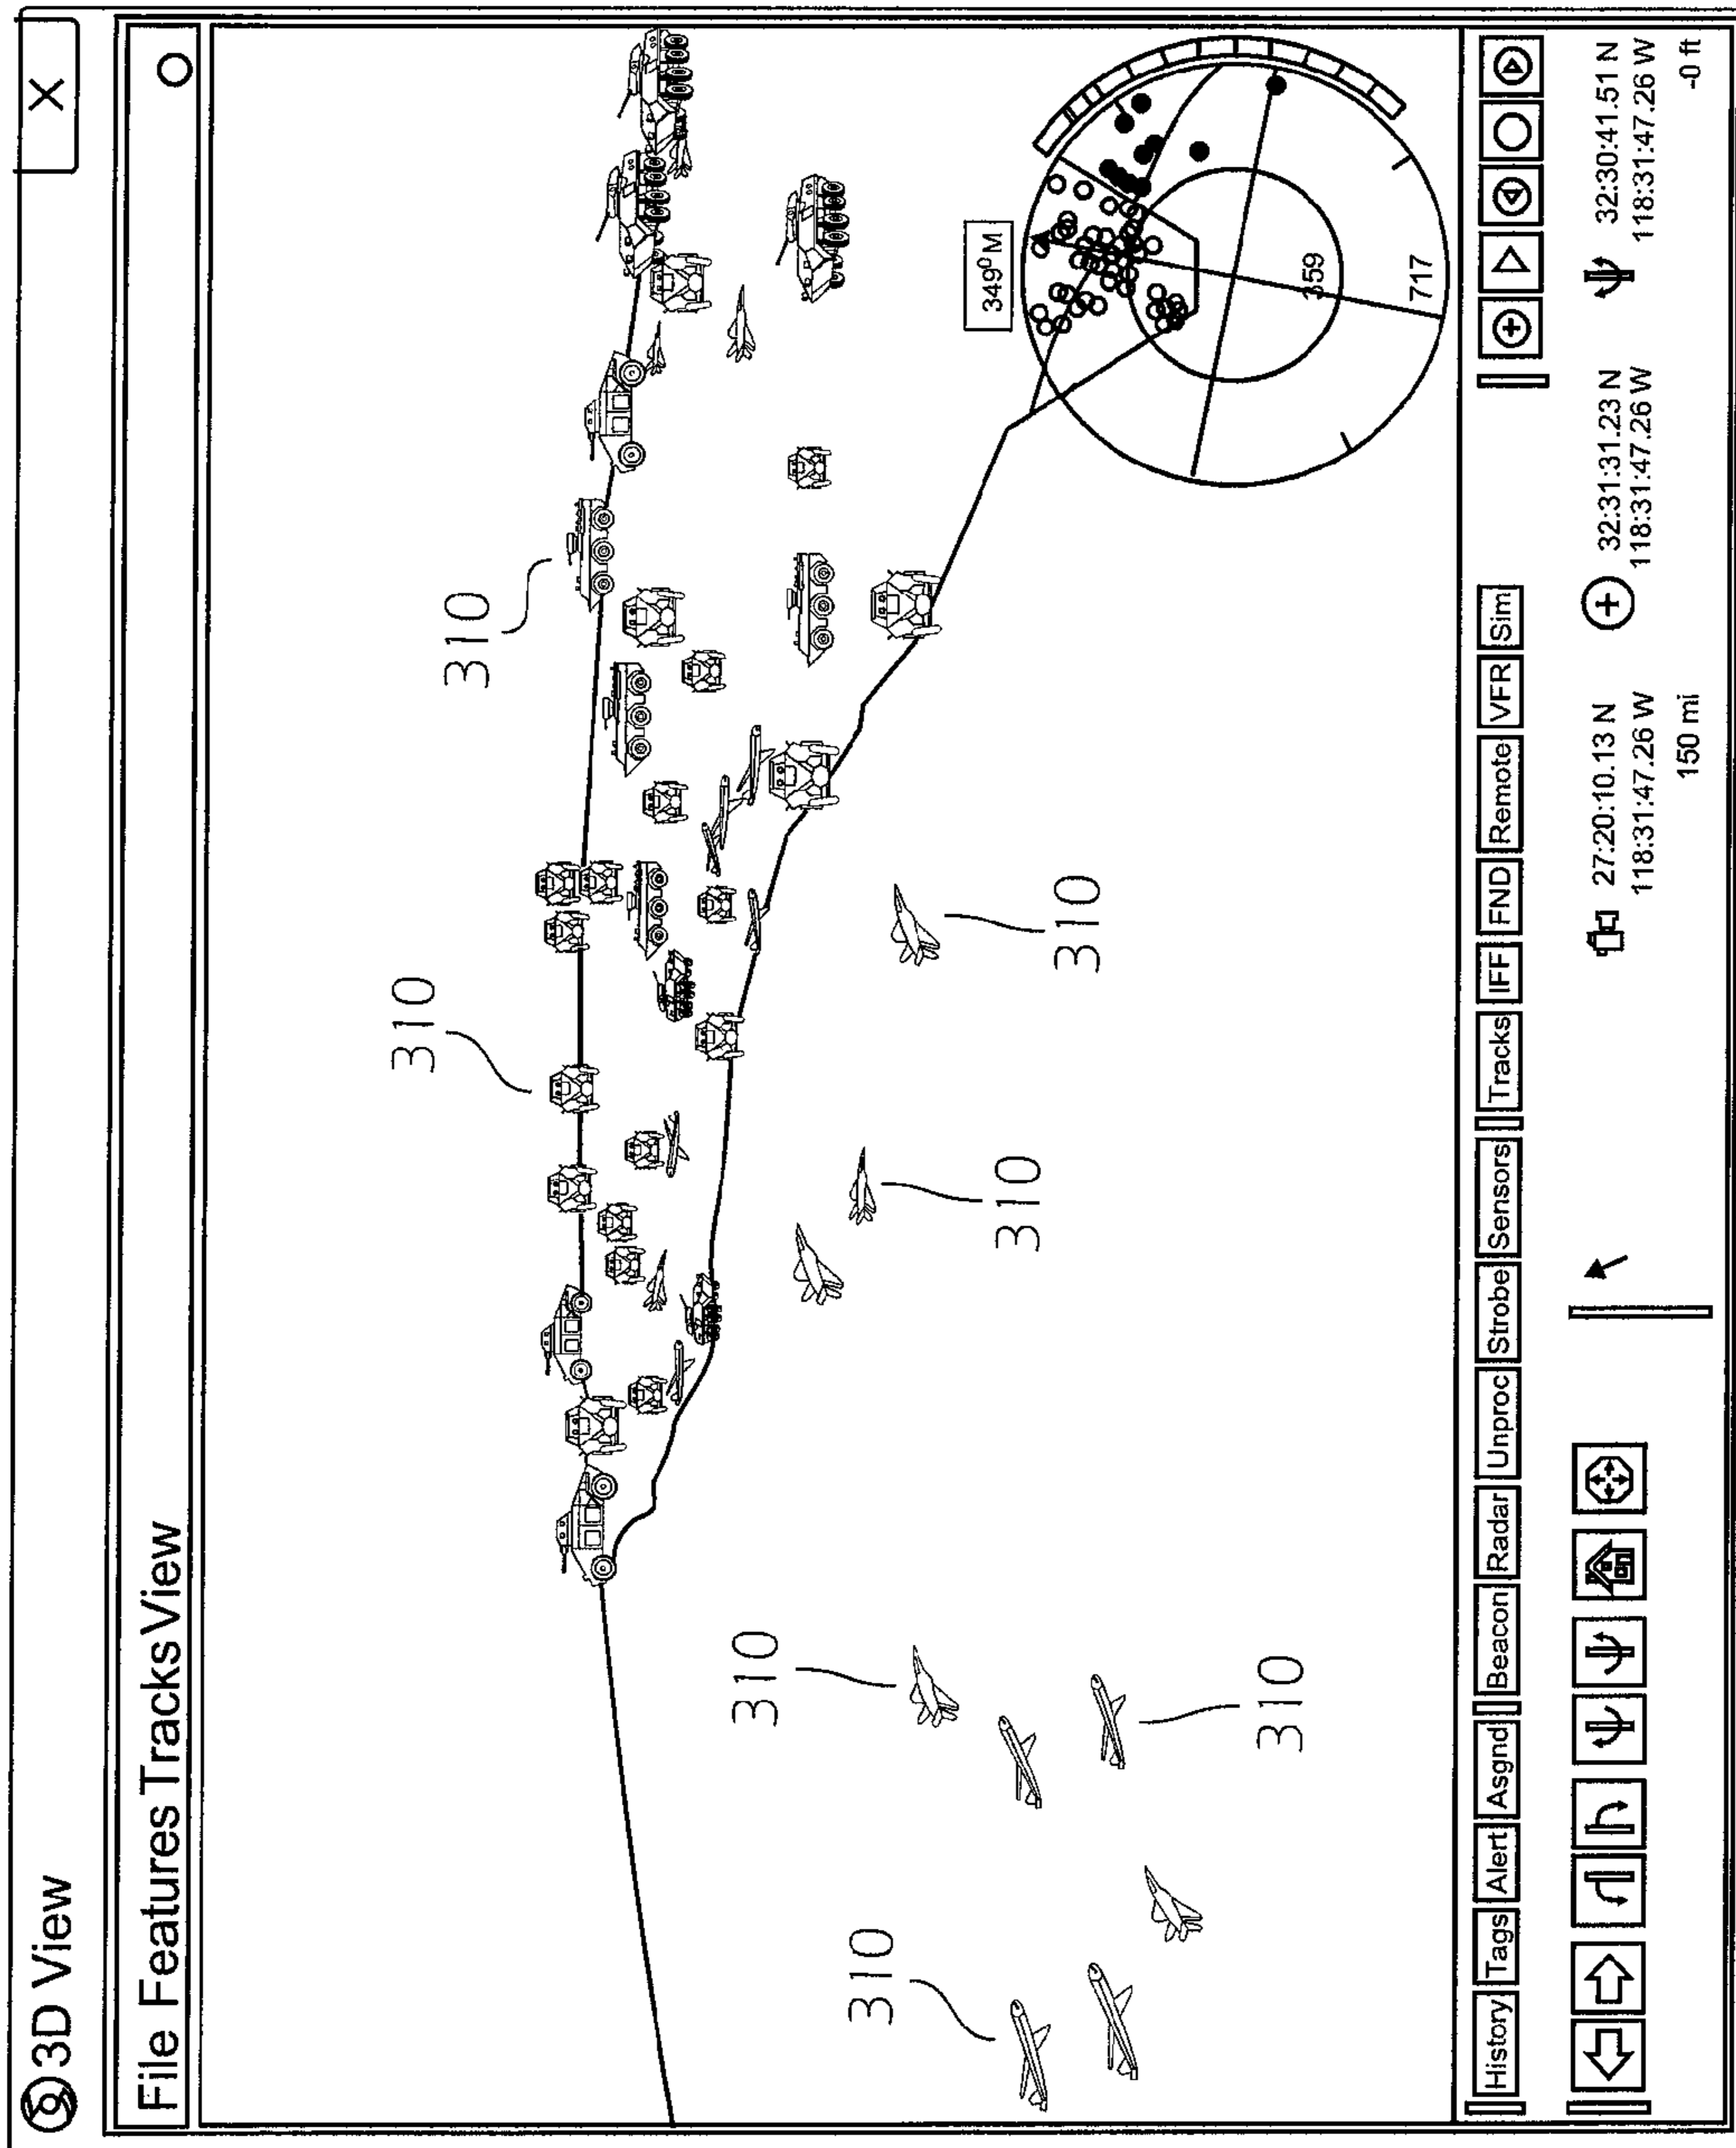 3D View
X
File Features Tracks View
310
310
310
310
310
310
310
349⁰ M
359
717
History Tags Alert Asgnd Beacon Radar Unproc Strobe Sensors Tracks IFF FND Remote VFR Sim
27:20:10.13 N
118:31:47.26 W
150 mi
32:31:31.23 N
118:31:47.26 W
32:30:41.51 N
118:31:47.26 W
-0 ft